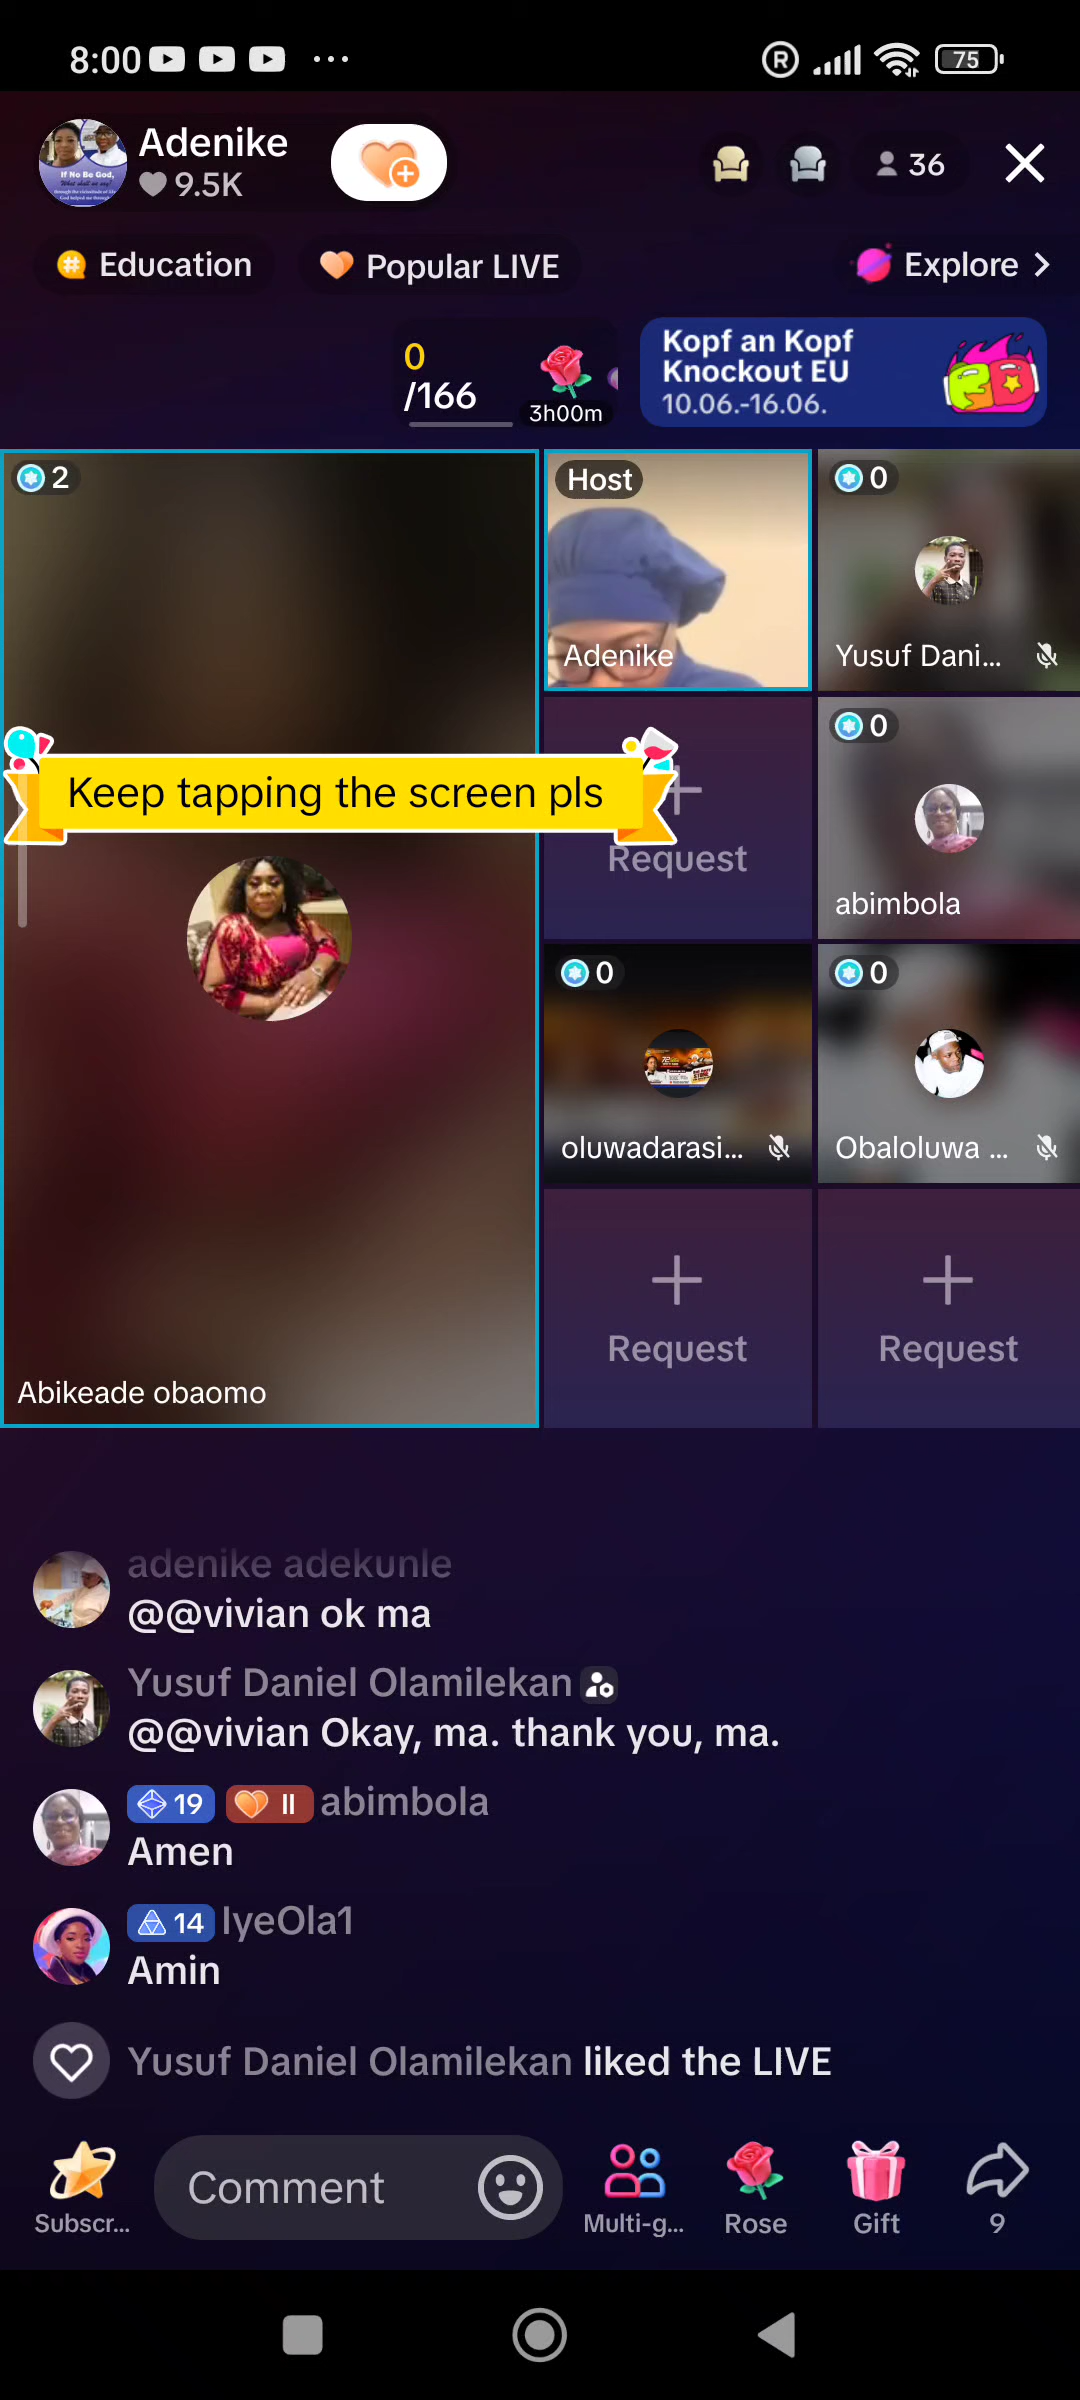 8:00
75
Adenike
9.5K
If No Be God,
36
Education
Popular LIVE
Explore
0
/166
3h00m
Kopf an Kopf
Knockout EU
10.06.-16.06.
2
Host
Adenike
0
Yusuf Dani...
Keep tapping the screen pls
Request
0
abimbola
0
oluwadarasi...
0
Obaloluwa ...
Request
Request
Abikeade obaomo
adenike adekunle
@@vivian ok ma
Yusuf Daniel Olamilekan
@@vivian Okay, ma. thank you, ma.
19 II abimbola
Amen
14 IyeOla1
Amin
Yusuf Daniel Olamilekan liked the LIVE
Subscr...
Comment
Multi-g...
Rose
Gift
9